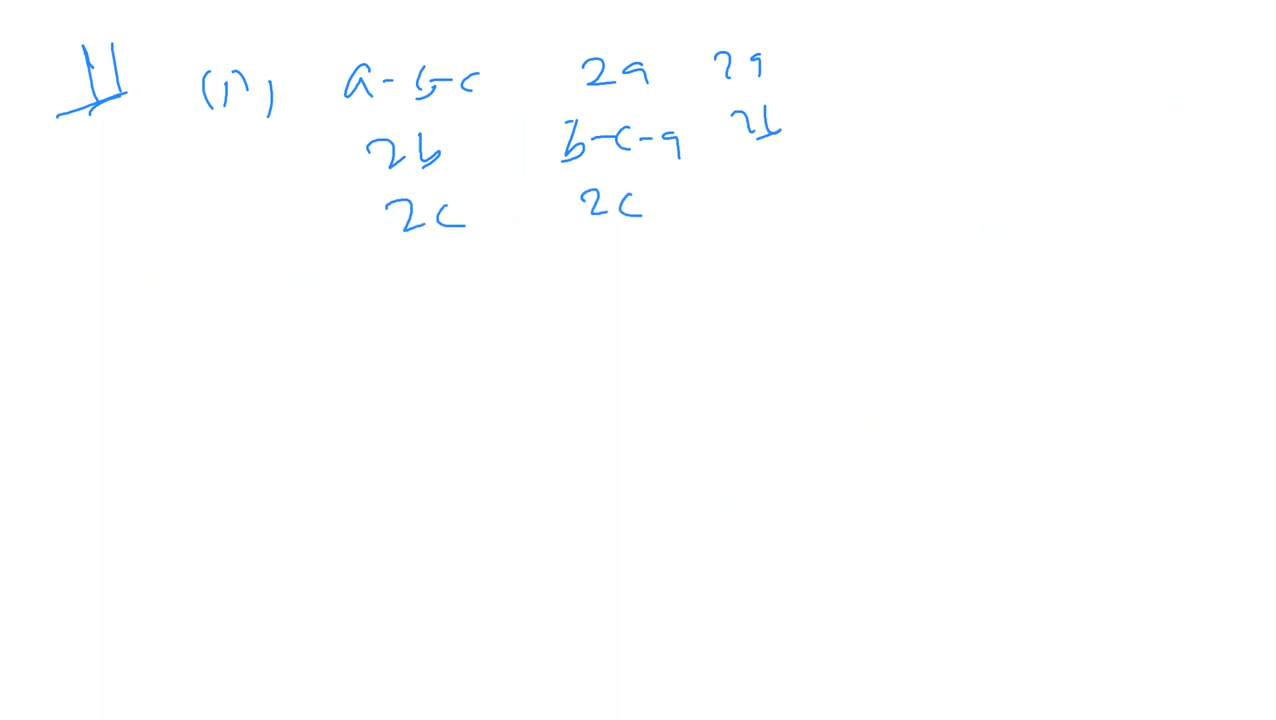 11 (i) a-b-c 2a 2a
2b b-c-a 2b
2c 2c